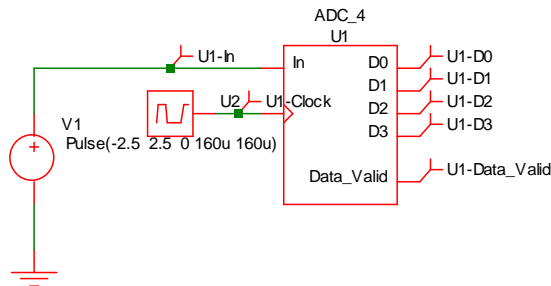 ADC_4
U1
U1-In
In
D0
U1-D0
D1
U1-D1
U2
U1-Clock
D2
U1-D2
D3
U1-D3
V1
Pulse(-2.5 2.5 0 160u 160u)
Data_Valid
U1-Data_Valid